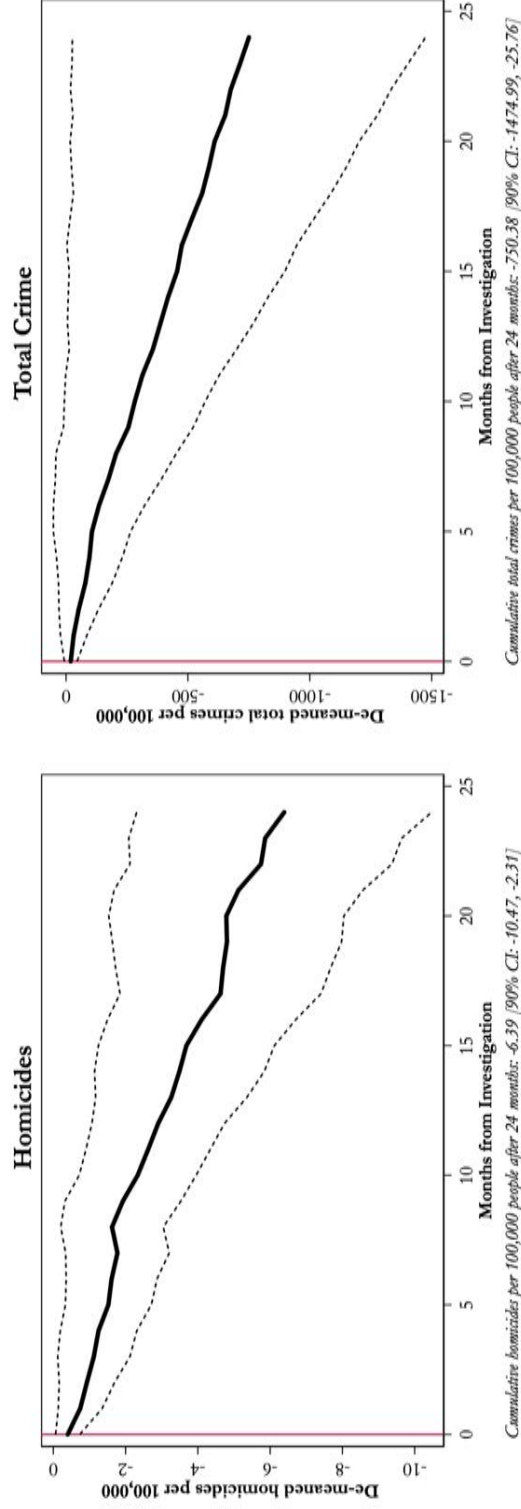 Homicides
De-meaned homicides per 100,000
0
-2
-4
-6
-8
-10
0
5
10
15
20
25
Months from Investigation
Cumulative homicides per 100,000 people after 24 months: -6.39 [90% CI: -10.47, -2.31]
Total Crime
De-meaned total crimes per 100,000
0
-500
-1000
-1500
0
5
10
15
20
25
Months from Investigation
Cumulative total crimes per 100,000 people after 24 months: -750.38 [90% CI: -1474.99, -25.76]